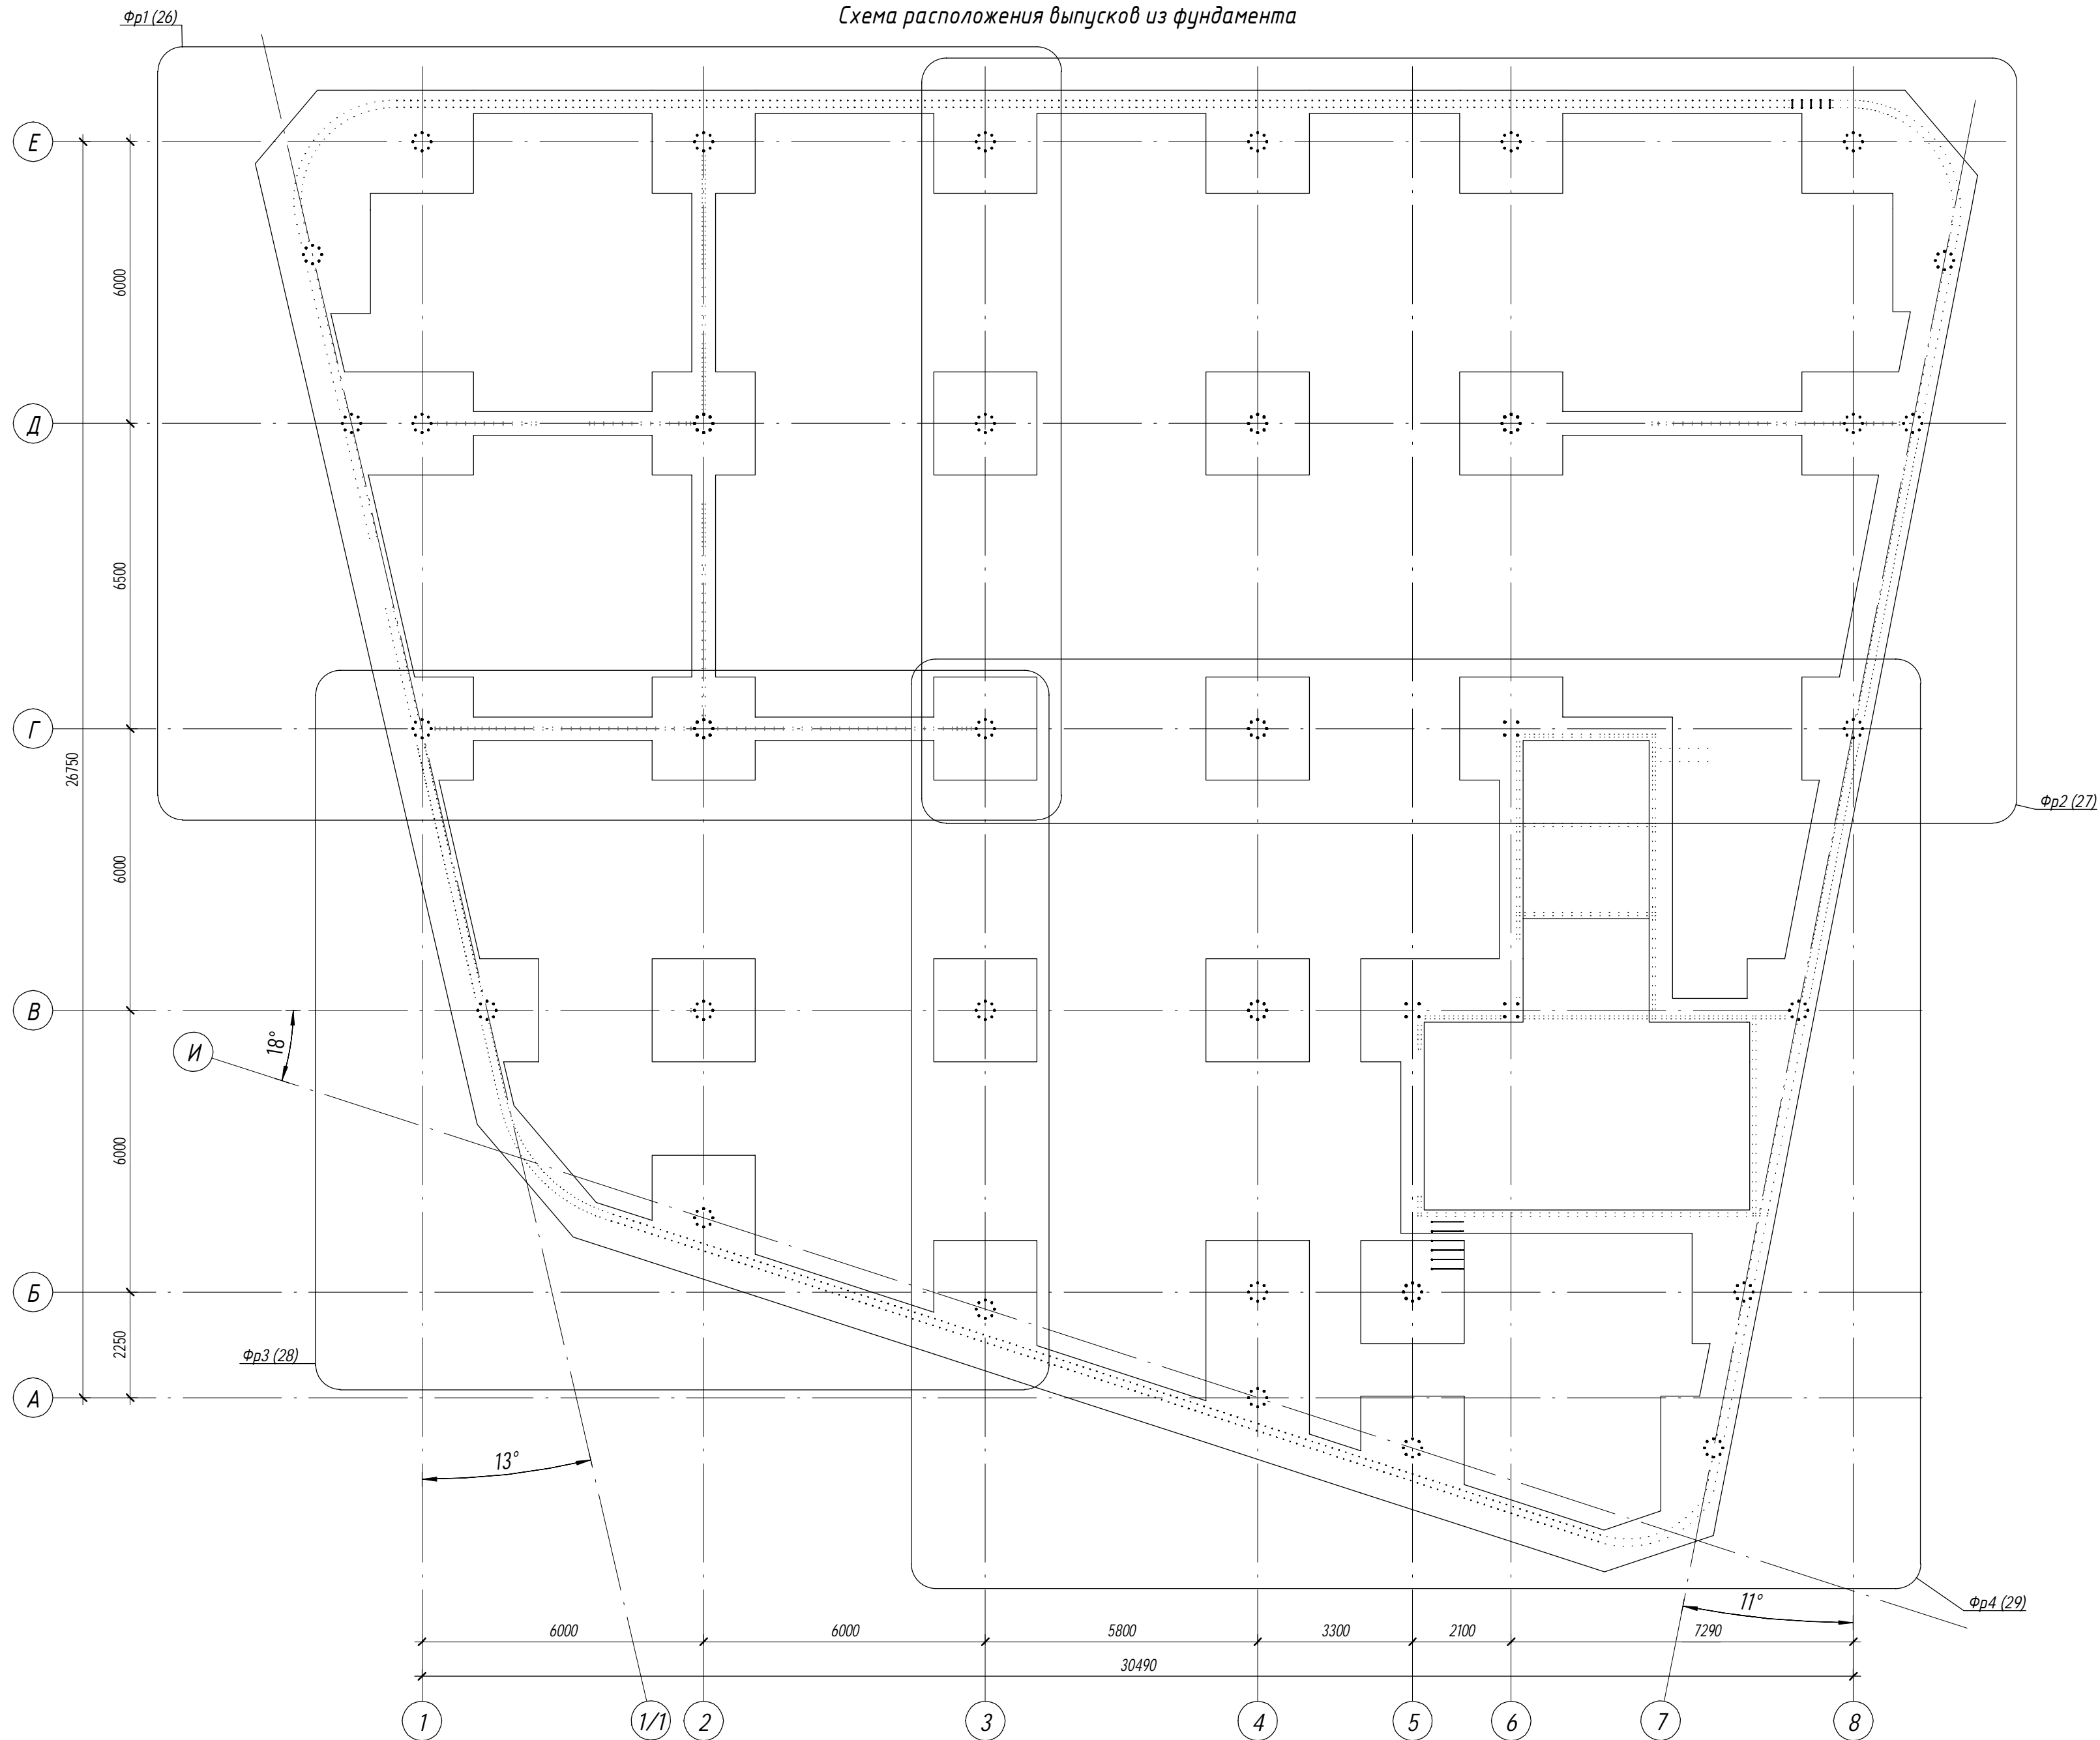 Схема расположения выпусков из фундамента
Фр1 (26)
Е
Д
6000
6500
Г
26750
Фр2 (27)
6000
В
18°
И
6000
Б
2250
Фр3 (28)
А
13°
11°
Фр4 (29)
6000
6000
5800
3300
2100
7290
30490
1
1/1
2
3
4
5
6
7
8